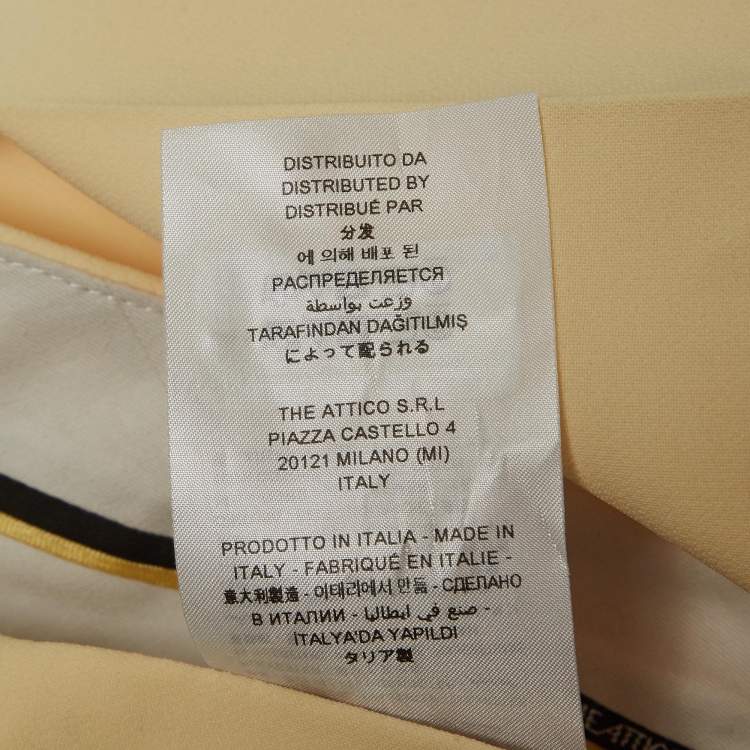 DISTRIBUITO DA
DISTRIBUTED BY
DISTRIBUÉ PAR
分发
에 의해 배포 된
РАСПРЕДЕЛЯЕТСЯ
وزعت بواسطة
TARAFINDAN DAĞITILMIŞ
によって配られる
THE ATTICO S.R.L
PIAZZA CASTELLO 4
20121 MILANO (MI)
ITALY
PRODOTTO IN ITALIA - MADE IN
ITALY - FABRIQUÉ EN ITALIE -
意大利製造 - 이태리에서 만듬 - СДЕЛАНО
В ИТАЛИИ - صنع في ايطاليا -
ITALYA'DA YAPILDI
タリア製
THE ATTICO